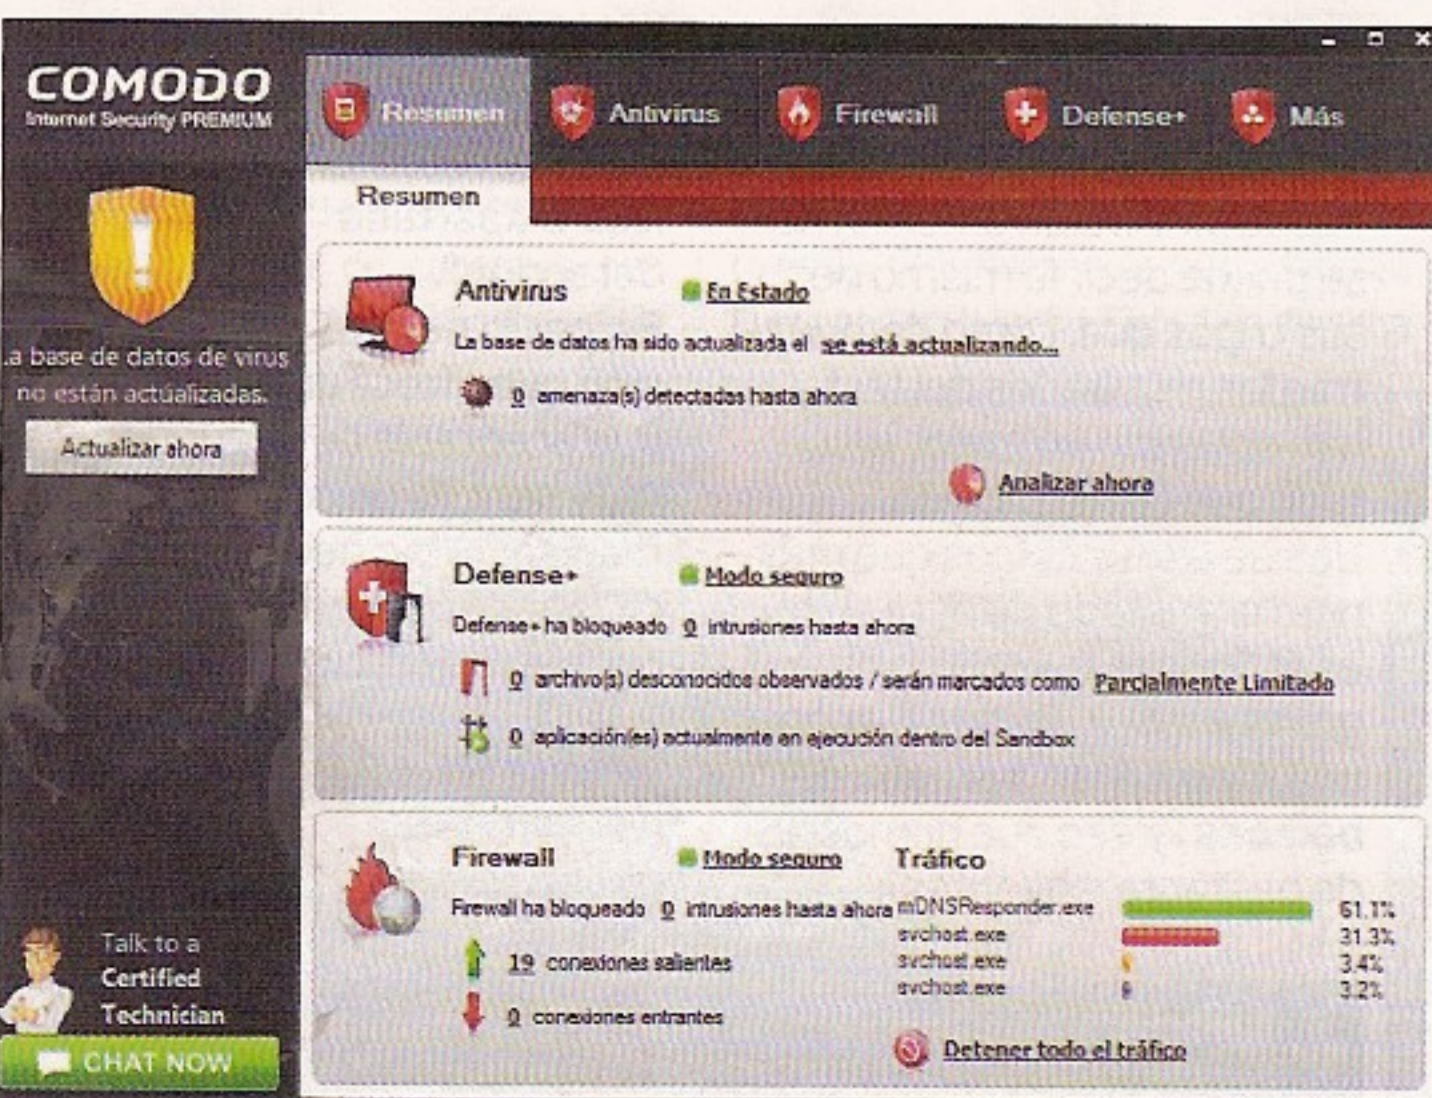 COMODO
Internet Security PREMIUM
Resumen
Antivirus
Firewall
Defense+
Más
Resumen
La base de datos de virus
no están actualizadas.
Actualizar ahora
Antivirus
En Estado
La base de datos ha sido actualizada el se está actualizando...
0 amenaza(s) detectadas hasta ahora
Analizar ahora
Defense+
Modo seguro
Defense+ ha bloqueado 0 intrusiones hasta ahora
0 archivo(s) desconocidos observados / serán marcados como Parcialmente Limitado
0 aplicación(es) actualmente en ejecución dentro del Sandbox
Firewall
Modo seguro
Firewall ha bloqueado 0 intrusiones hasta ahora
19 conexiones salientes
0 conexiones entrantes
Tráfico
mDNSResponder.exe 61.1%
svchost.exe 31.3%
svchost.exe 3.4%
svchost.exe 3.2%
Detener todo el tráfico
Talk to a
Certified
Technician
CHAT NOW